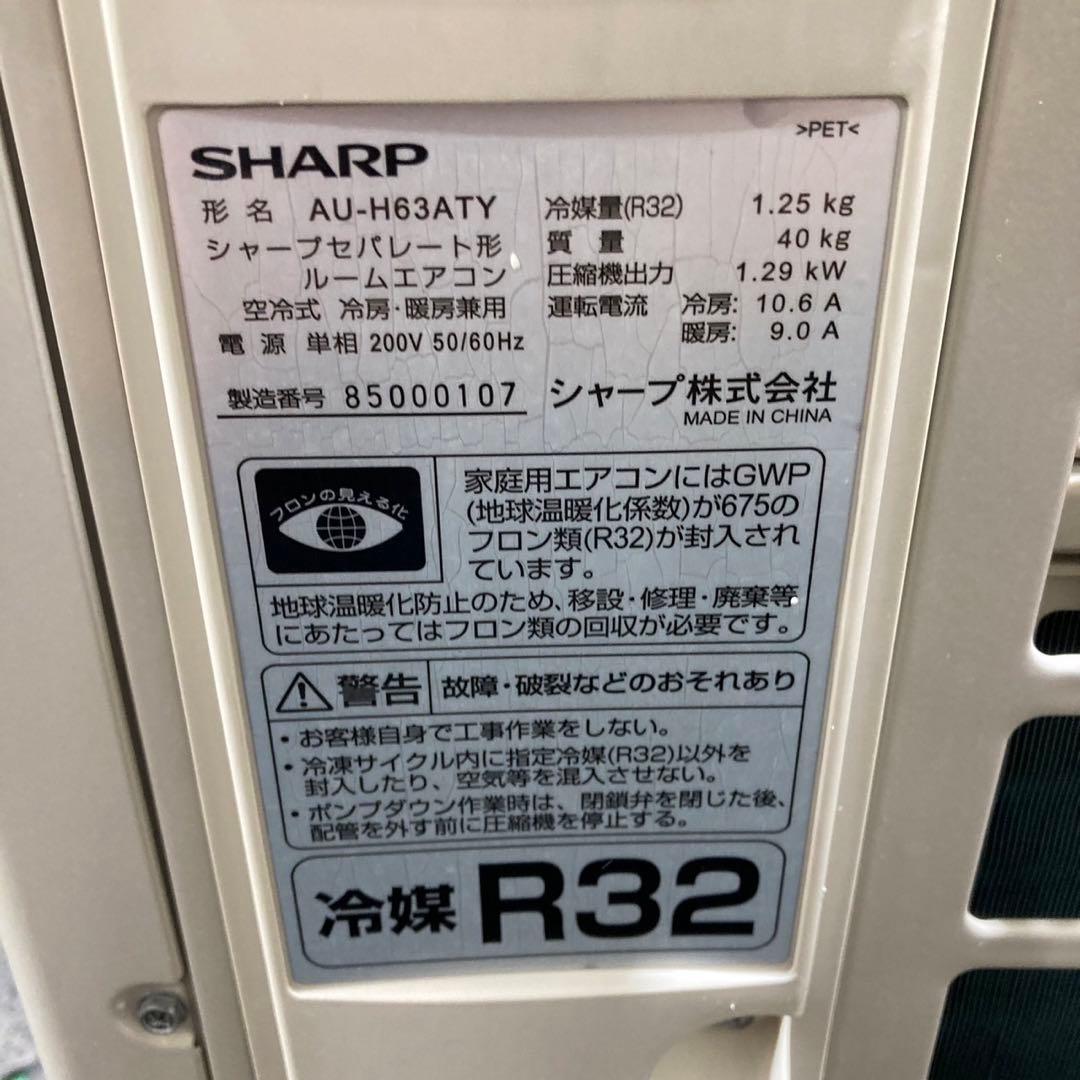 >PET<
SHARP
形名 AU-H63ATY
シャープセパレート形
ルームエアコン
空冷式 冷房・暖房兼用
電源 単相 200V 50/60Hz
製造番号 85000107
冷媒量(R32) 1.25 kg
質量 40 kg
圧縮機出力 1.29 kW
運転電流 冷房: 10.6 A
暖房: 9.0 A
シャープ株式会社
MADE IN CHINA
フロンの見える化
家庭用エアコンにはGWP
(地球温暖化係数)が675の
フロン類(R32)が封入され
ています。
地球温暖化防止のため、移設・修理・廃棄等
にあたってはフロン類の回収が必要です。
警告 故障・破裂などのおそれあり
・お客様自身で工事作業をしない。
・冷凍サイクル内に指定冷媒(R32)以外を
封入したり、空気等を混入させない。
・ポンプダウン作業時は、閉鎖弁を閉じた後、
配管を外す前に圧縮機を停止する。
冷媒 R32